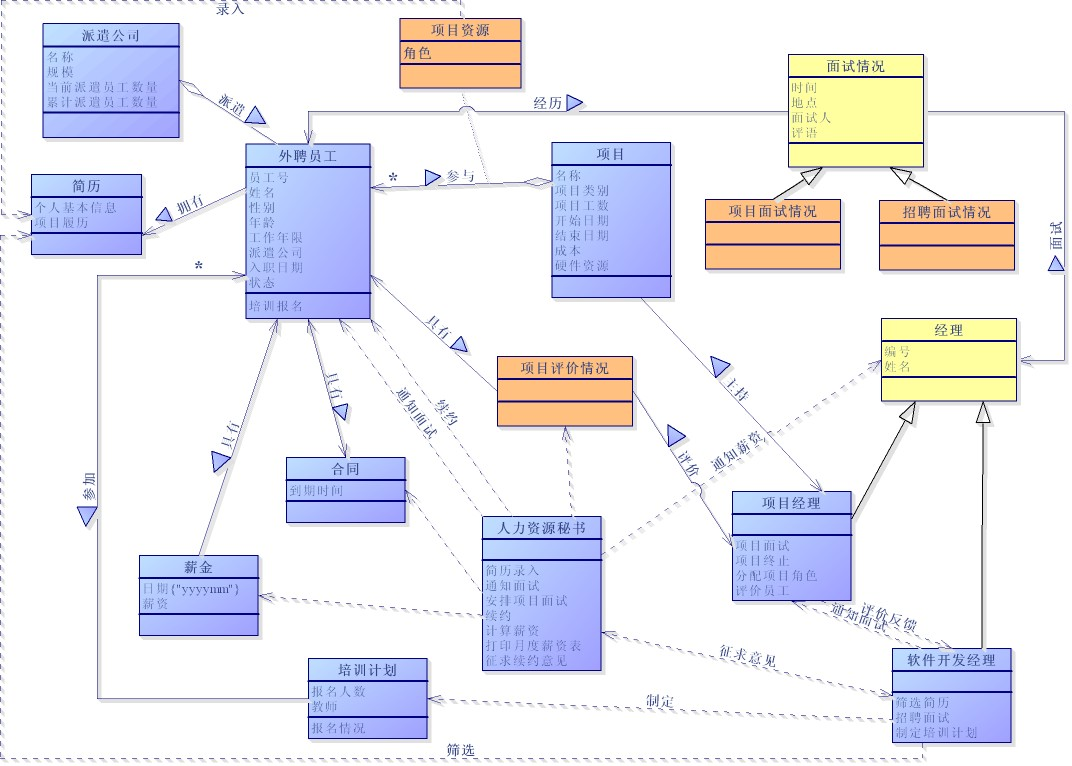 录入
派遣公司
名称
规模
当前派遣员工数量
累计派遣员工数量
派遣
项目资源
角色
经历
面试情况
时间
地点
面试人
评语
外聘员工
员工号
姓名
性别
年龄
工作年限
派遣公司
入职日期
状态
培训报名
*
参与
项目
名称
项目类别
项目工数
开始日期
结束日期
成本
硬件资源
简历
个人基本信息
项目履历
拥有
*
项目面试情况
招聘面试情况
面试
具有
经理
编号
姓名
项目评价情况
主持
具有
通知面试
续约
评价
通知薪资
具有
参加
合同
到期时间
项目经理
项目面试
项目终止
分配项目角色
评价员工
人力资源秘书
简历录入
通知面试
安排项目面试
续约
计算薪资
打印月度薪资表
征求续约意见
薪金
日期{"yyyymm"}
薪资
评价反馈
通知面试
征求意见
软件开发经理
筛选简历
招聘面试
制定培训计划
培训计划
报名人数
教师
报名情况
制定
筛选